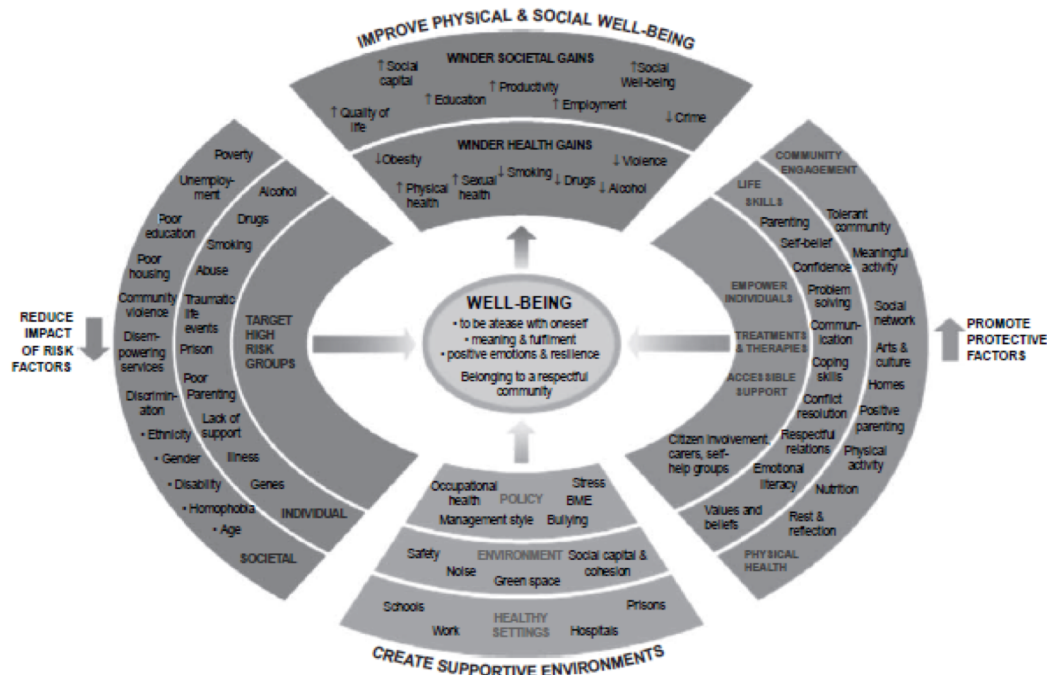 IMPROVE PHYSICAL & SOCIAL WELL-BEING
WINDER SOCIETAL GAINS
↑ Social
capital
↑ Social
Well-being
↑ Productivity
↑ Education
↑ Employment
↑ Quality of
life
↓ Crime
WINDER HEALTH GAINS
↓ Obesity
↓ Violence
↓ Smoking
↑ Sexual
health
↓ Drugs
↑ Physical
health
↓ Alcohol
REDUCE
IMPACT
OF RISK
FACTORS
Poverty
Unemploy-
ment
Poor
education
Poor
housing
Community
violence
Disem-
powering
services
Discrimin-
ation
• Ethnicity
• Gender
• Disability
• Homophobia
• Age
SOCIETAL
Alcohol
Drugs
Smoking
Abuse
Traumatic
life
events
Prison
Poor
Parenting
Lack of
support
Illness
Genes
INDIVIDUAL
TARGET
HIGH
RISK
GROUPS
WELL-BEING
• to be atease with oneself
• meaning & fulfilment
• positive emotions & resilience
Belonging to a respectful
community
EMPOWER
INDIVIDUALS
TREATMENTS
& THERAPIES
ACCESSIBLE
SUPPORT
Citizen involvement,
carers, self-
help groups
LIFE
SKILLS
Parenting
Self-belief
Confidence
Problem
solving
Commun-
ication
Coping
skills
Conflict
resolution
Respectful
relations
Emotional
literacy
Values and
beliefs
COMMUNITY
ENGAGEMENT
Tolerant
community
Meaningful
activity
Social
network
Arts &
culture
Homes
Positive
parenting
Physical
activity
Nutrition
Rest &
reflection
PHYSICAL
HEALTH
PROMOTE
PROTECTIVE
FACTORS
Occupational
health
POLICY
Stress
BME
Management style
Bullying
Safety
ENVIRONMENT
Social capital &
cohesion
Noise
Green space
Schools
HEALTHY
SETTINGS
Prisons
Work
Hospitals
CREATE SUPPORTIVE ENVIRONMENTS